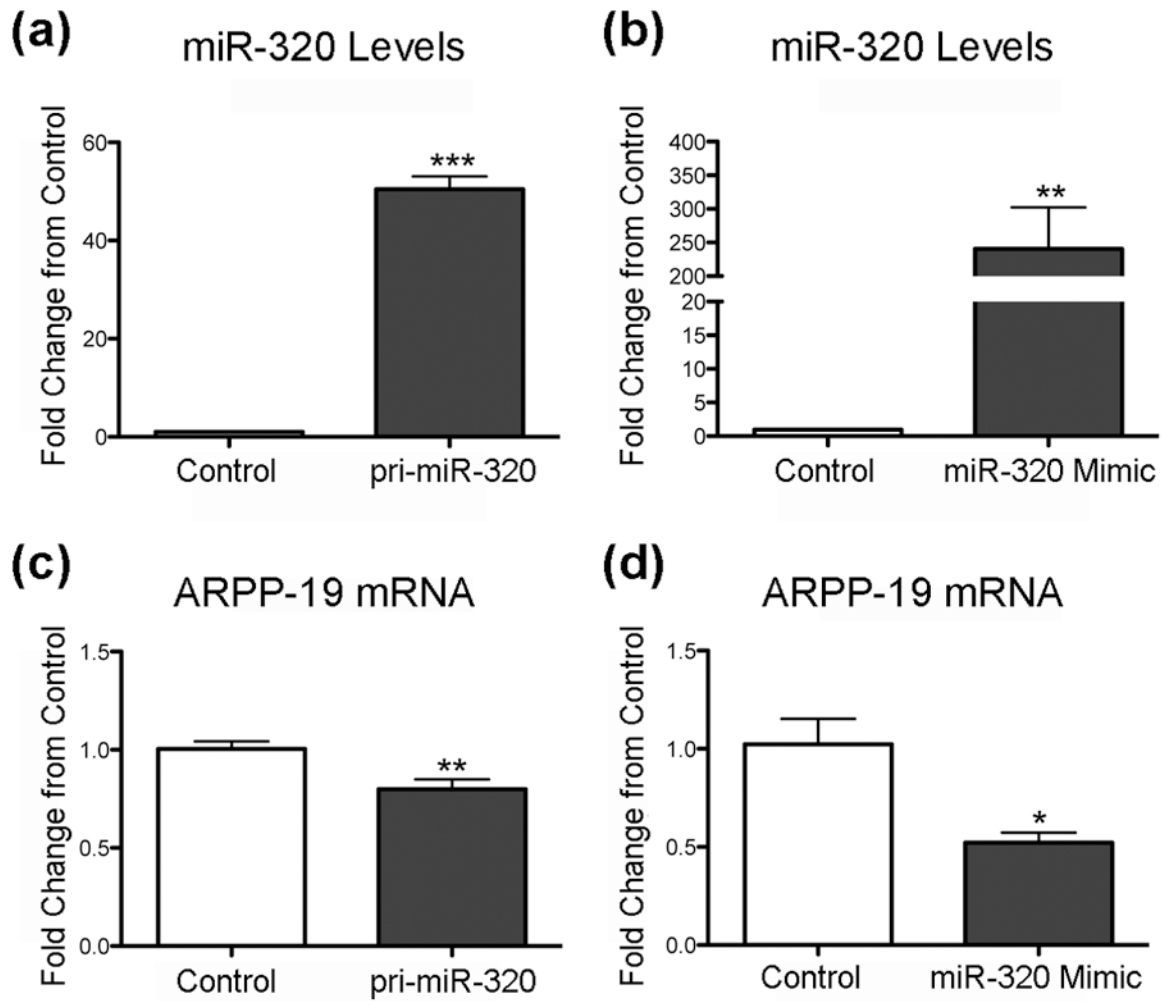 (a)
miR-320 Levels
Fold Change from Control
60
40
20
0
***
Control
pri-miR-320
(b)
miR-320 Levels
Fold Change from Control
400
350
300
250
200
20
15
10
5
0
**
Control
miR-320 Mimic
(c)
ARPP-19 mRNA
Fold Change from Control
1.5
1.0
0.5
0.0
**
Control
pri-miR-320
(d)
ARPP-19 mRNA
Fold Change from Control
1.5
1.0
0.5
0.0
*
Control
miR-320 Mimic